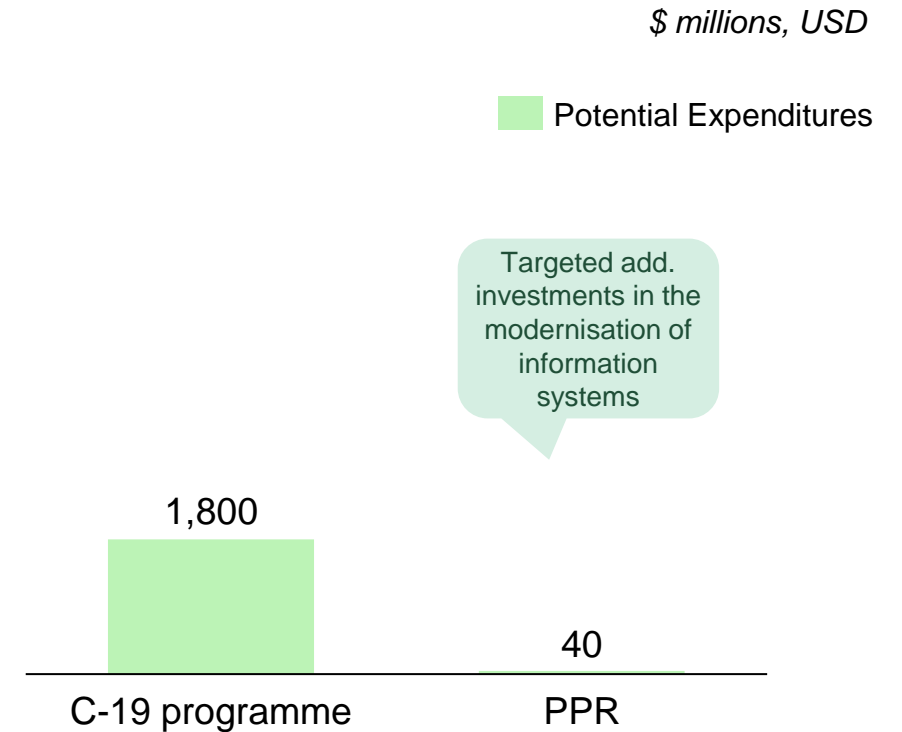 $ millions, USD
Potential Expenditures
Targeted add.
investments in the
modernisation of
information
systems
1,800
40
C-19 programme
PPR